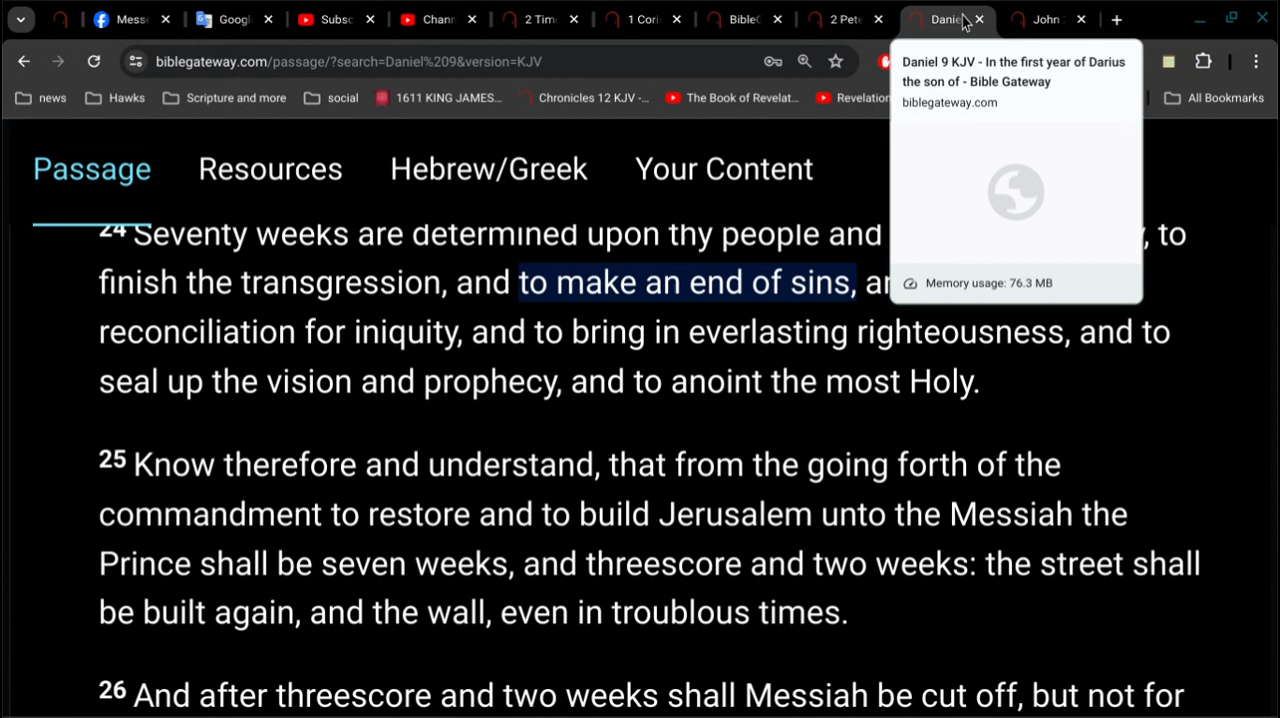 Mess
Googl
Subsc
Chann
2 Tim
1 Cori
Bible
2 Pet
Danie
John
biblegateway.com/passage/?search=Daniel%209&version=KJV
news
Hawks
Scripture and more
social
1611 KING JAMES...
Chronicles 12 KJV -...
The Book of Revelat...
Revelation
All Bookmarks
Daniel 9 KJV - In the first year of Darius
the son of - Bible Gateway
biblegateway.com
Memory usage: 76.3 MB
Passage Resources Hebrew/Greek Your Content
24 Seventy weeks are determined upon thy people and , to
finish the transgression, and to make an end of sins, an
reconciliation for iniquity, and to bring in everlasting righteousness, and to
seal up the vision and prophecy, and to anoint the most Holy.
25 Know therefore and understand, that from the going forth of the
commandment to restore and to build Jerusalem unto the Messiah the
Prince shall be seven weeks, and threescore and two weeks: the street shall
be built again, and the wall, even in troublous times.
26 And after threescore and two weeks shall Messiah be cut off, but not for